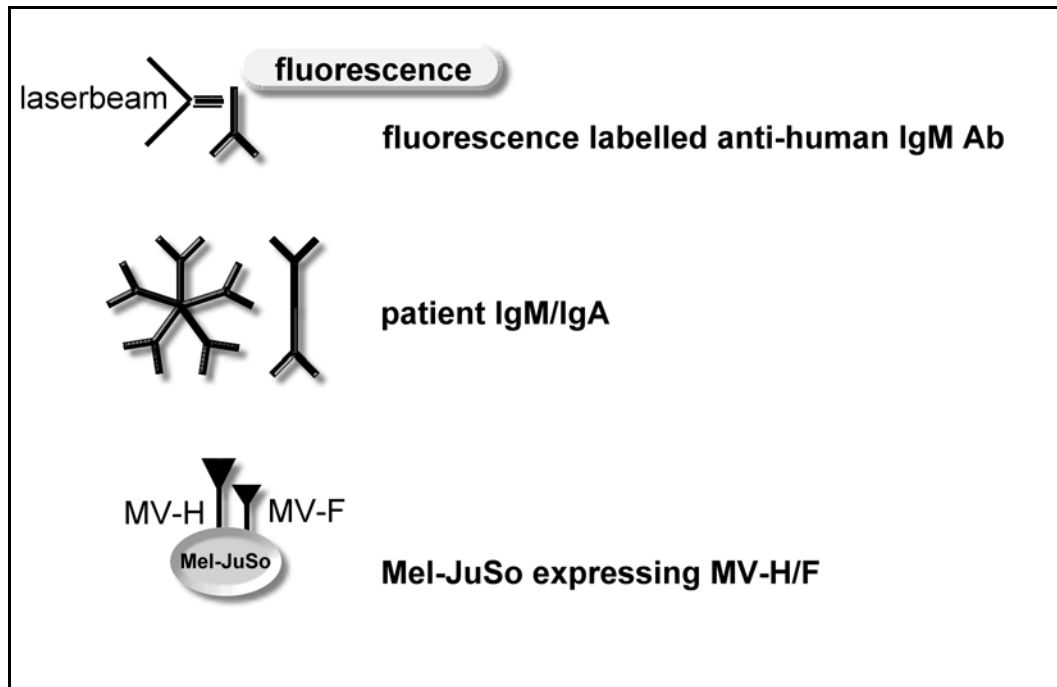 fluorescence
laserbeam
fluorescence labelled anti-human IgM Ab
patient IgM/IgA
MV-H MV-F
Mel-JuSo
Mel-JuSo expressing MV-H/F